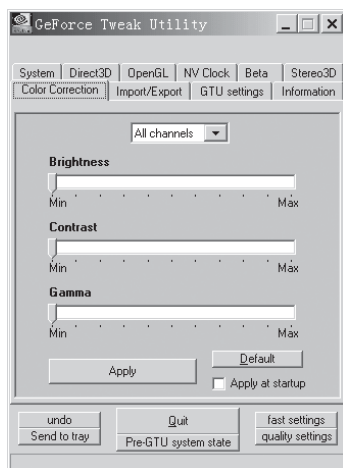 GeForce Tweak Utility
System Direct3D OpenGL NV Clock Beta Stereo3D
Color Correction Import/Export GTU settings Information
All channels
Brightness
Min Max
Contrast
Min Max
Gamma
Min Max
Apply
Default
Apply at startup
undo Quit fast settings
Send to tray Pre-GTU system state quality settings